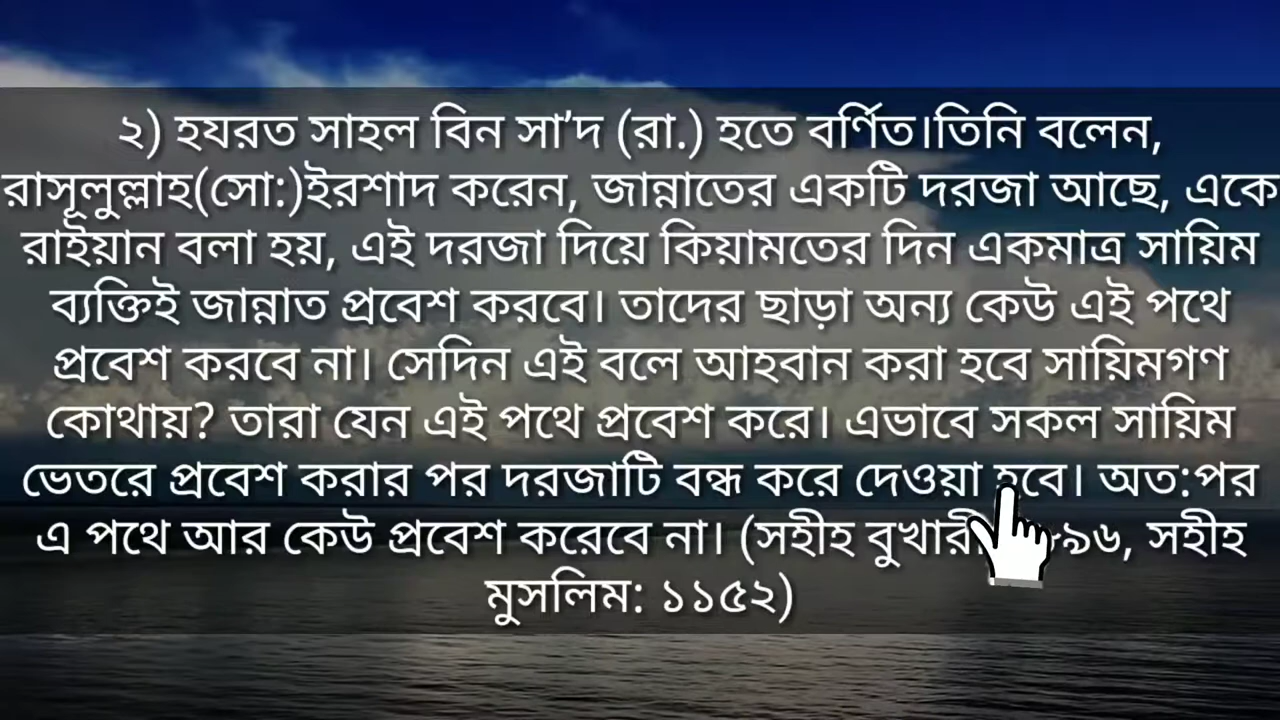 ২) হযরত সাহল বিন সা'দ (রা.) হতে বর্ণিত।তিনি বলেন,
রাসূলুল্লাহ(সো:)ইরশাদ করেন, জান্নাতের একটি দরজা আছে, একে
রাইয়ান বলা হয়, এই দরজা দিয়ে কিয়ামতের দিন একমাত্র সায়িম
ব্যক্তিই জান্নাত প্রবেশ করবে। তাদের ছাড়া অন্য কেউ এই পথে
প্রবেশ করবে না। সেদিন এই বলে আহবান করা হবে সায়িমগণ
কোথায়? তারা যেন এই পথে প্রবেশ করে। এভাবে সকল সায়িম
ভেতরে প্রবেশ করার পর দরজাটি বন্ধ করে দেওয়া হবে। অত:পর
এ পথে আর কেউ প্রবেশ করেবে না। (সহীহ বুখারী সহীহ
মুসলিম: ১১৫২)